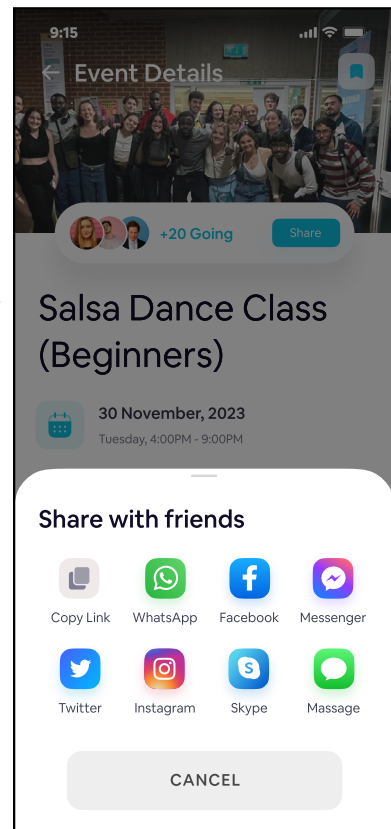 9:15
Event Details
+20 Going
Share
Salsa Dance Class
(Beginners)
30 November, 2023
Tuesday, 4:00PM - 9:00PM
Share with friends
Copy Link
WhatsApp
Facebook
Messenger
Twitter
Instagram
Skype
Massage
CANCEL